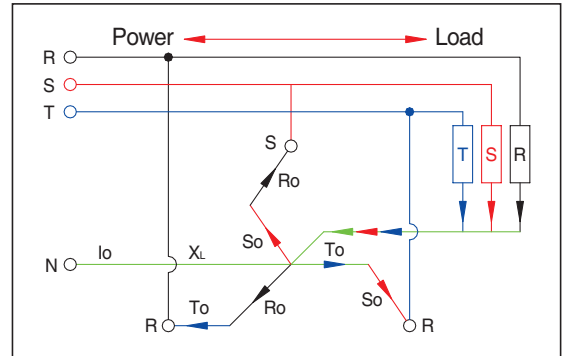 Power Load
R
S
T
T S R
S
Ro
So
N Io XL To
To Ro So
R R